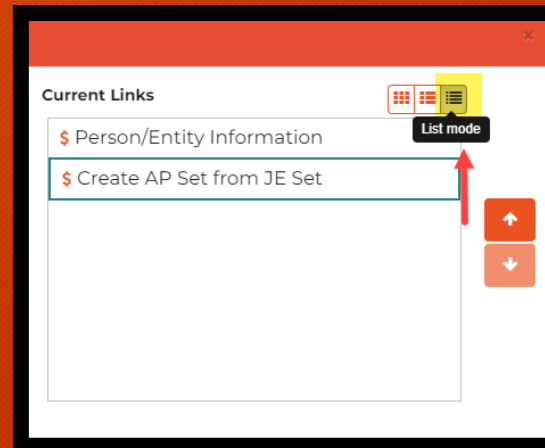 ×
Current Links
List mode
$ Person/Entity Information
$ Create AP Set from JE Set